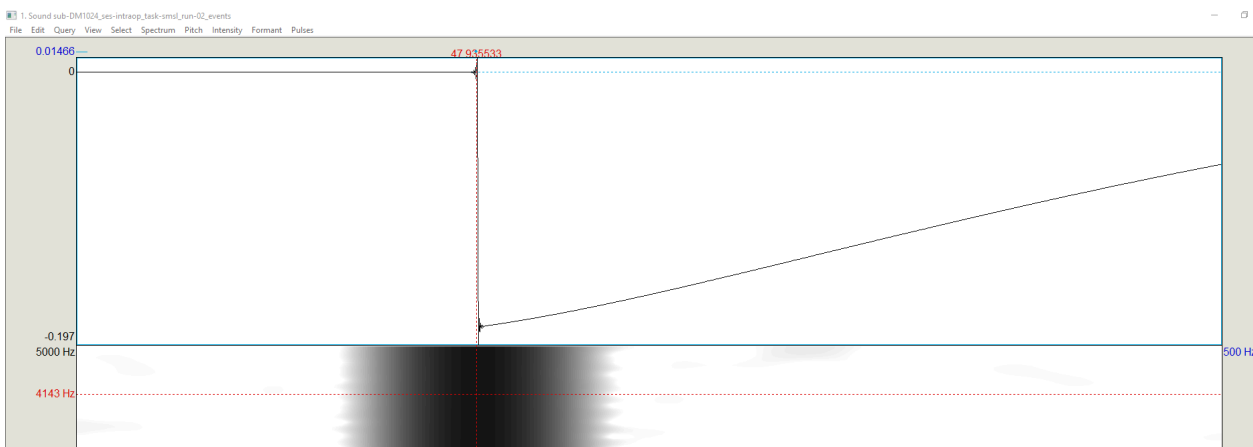 1. Sound sub-DM1024_ses-intraop_task-smsl_run-02_events
File Edit Query View Select Spectrum Pitch Intensity Formant Pulses
47.935533
0.01466
0
-0.197
5000 Hz
500 Hz
4143 Hz